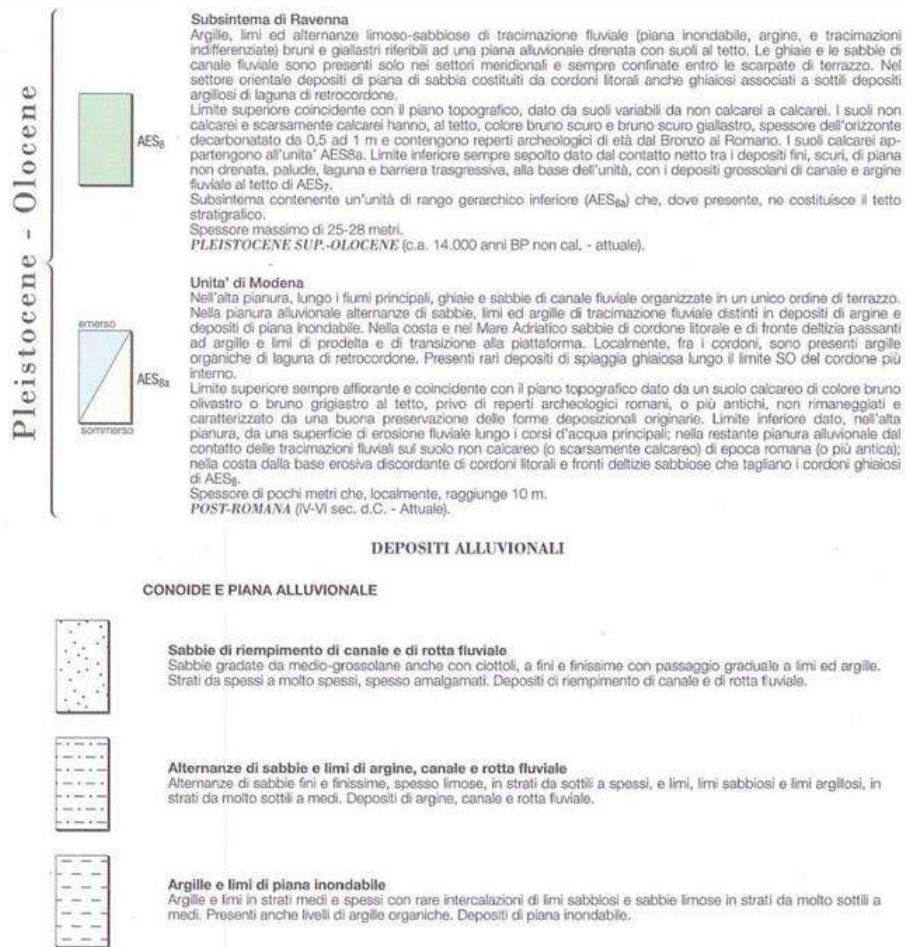 Pleistocene - Olocene
AES8
Subsintema di Ravenna
Argille, limi ed alternanze limoso-sabbiose di tracimazione fluviale (piana inondabile, argine, e tracimazioni
indifferenziate) bruni e giallastri riferibili ad una piana alluvionale drenata con suoli al tetto. Le ghiaie e le sabbie di
canale fluviale sono presenti solo nei settori meridionali e sempre confinate entro le scarpate di terrazzo. Nel
settore orientale depositi di piana di sabbia costituiti da cordoni litorali anche ghiaiosi associati a sottili depositi
argillosi di laguna di retrocordone.
Limite superiore coincidente con il piano topografico, dato da suoli variabili da non calcarei a calcarei. I suoli non
calcarei e scarsamente calcarei hanno, al tetto, colore bruno scuro e bruno scuro giallastro, spessore dell'orizzonte
decarbonatato da 0,5 ad 1 m e contengono reperti archeologici di età dal Bronzo al Romano. I suoli calcarei ap-
partengono all'unita' AES8a. Limite inferiore sempre sepolto dato dal contatto netto tra i depositi fini, scuri, di piana
non drenata, palude, laguna e barriera trasgressiva, alla base dell'unità, con i depositi grossolani di canale e argine
fluviale al tetto di AES7.
Subsintema contenente un'unità di rango gerarchico inferiore (AES8a) che, dove presente, ne costituisce il tetto
stratigrafico.
Spessore massimo di 25-28 metri.
PLEISTOCENE SUP.-OLOCENE (c.a. 14.000 anni BP non cal. - attuale).
emerso
AES8a
sommerso
Unita' di Modena
Nell'alta pianura, lungo i fiumi principali, ghiaie e sabbie di canale fluviale organizzate in un unico ordine di terrazzo.
Nella pianura alluvionale alternanze di sabbie, limi ed argille di tracimazione fluviale distinti in depositi di argine e
depositi di piana inondabile. Nella costa e nel Mare Adriatico sabbie di cordone litorale e di fronte deltizia passanti
ad argille e limi di prodelta e di transizione alla piattaforma. Localmente, fra i cordoni, sono presenti argille
organiche di laguna di retrocordone. Presenti rari depositi di spiaggia ghiaiosa lungo il limite SO del cordone più
interno.
Limite superiore sempre affiorante e coincidente con il piano topografico dato da un suolo calcareo di colore bruno
olivastro o bruno grigiastro al tetto, privo di reperti archeologici romani, o più antichi, non rimaneggiati e
caratterizzato da una buona preservazione delle forme deposizionali originarie. Limite inferiore dato, nell'alta
pianura, da una superficie di erosione fluviale lungo i corsi d'acqua principali; nella restante pianura alluvionale dal
contatto delle tracimazioni fluviali sul suolo non calcareo (o scarsamente calcareo) di epoca romana (o più antica);
nella costa dalla base erosiva discordante di cordoni litorali e fronti deltizie sabbiose che tagliano i cordoni ghiaiosi
di AES8.
Spessore di pochi metri che, localmente, raggiunge 10 m.
POST-ROMANA (IV-VI sec. d.C. - Attuale).
DEPOSITI ALLUVIONALI
CONOIDE E PIANA ALLUVIONALE
Sabbie di riempimento di canale e di rotta fluviale
Sabbie gradate da medio-grossolane anche con ciottoli, a fini e finissime con passaggio graduale a limi ed argille.
Strati da spessi a molto spessi, spesso amalgamati. Depositi di riempimento di canale e di rotta fluviale.
Alternanze di sabbie e limi di argine, canale e rotta fluviale
Alternanze di sabbie fini e finissime, spesso limose, in strati da sottili a spessi, e limi, limi sabbiosi e limi argillosi, in
strati da molto sottili a medi. Depositi di argine, canale e rotta fluviale.
Argille e limi di piana inondabile
Argille e limi in strati medi e spessi con rare intercalazioni di limi sabbiosi e sabbie limose in strati da molto sottili a
medi. Presenti anche livelli di argille organiche. Depositi di piana inondabile.